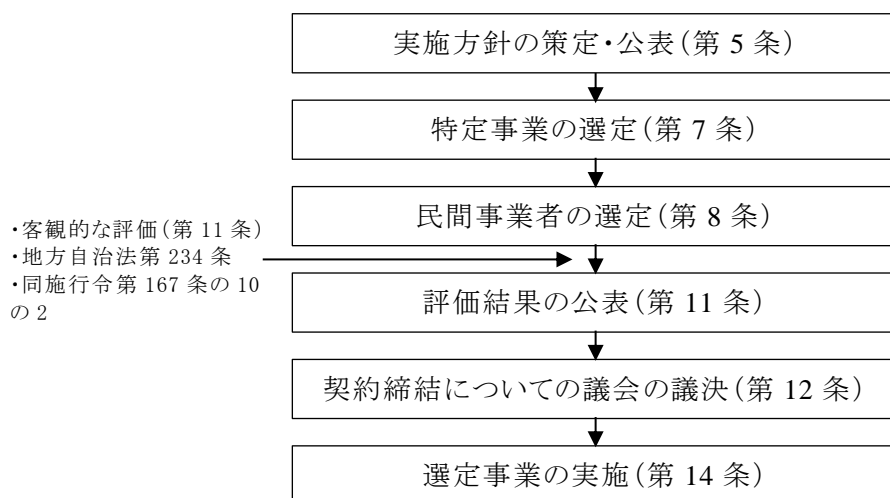 実施方針の策定・公表（第 5 条）
特定事業の選定（第 7 条）
民間事業者の選定（第 8 条）
・客観的な評価（第 11 条）
・地方自治法第 234 条
・同施行令第 167 条の 10
の 2
評価結果の公表（第 11 条）
契約締結についての議会の議決（第 12 条）
選定事業の実施（第 14 条）